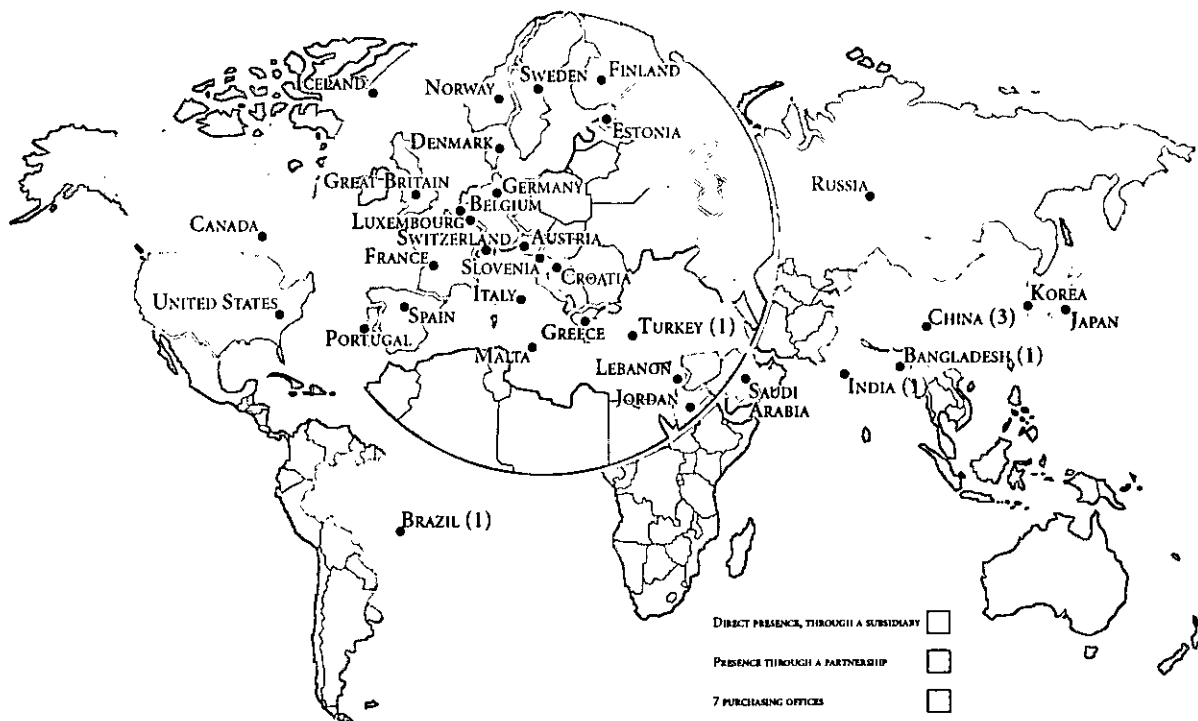 ICELAND
NORWAY
SWEDEN
FINLAND
ESTONIA
DENMARK
GREAT-BRITAIN
GERMANY
BELGIUM
RUSSIA
LUXEMBOURG
CANADA
SWITZERLAND
AUSTRIA
FRANCE
SLOVENIA
CROATIA
UNITED STATES
ITALY
SPAIN
KOREA
CHINA (3)
JAPAN
PORTUGAL
GREECE
TURKEY (1)
MALTA
LEBANON
BANGLADESH (1)
INDIA (1)
JORDAN
SAUDI
ARABIA
BRAZIL (1)
DIRECT PRESENCE, THROUGH A SUBSIDIARY
PRESENCE THROUGH A PARTNERSHIP
7 PURCHASING OFFICES